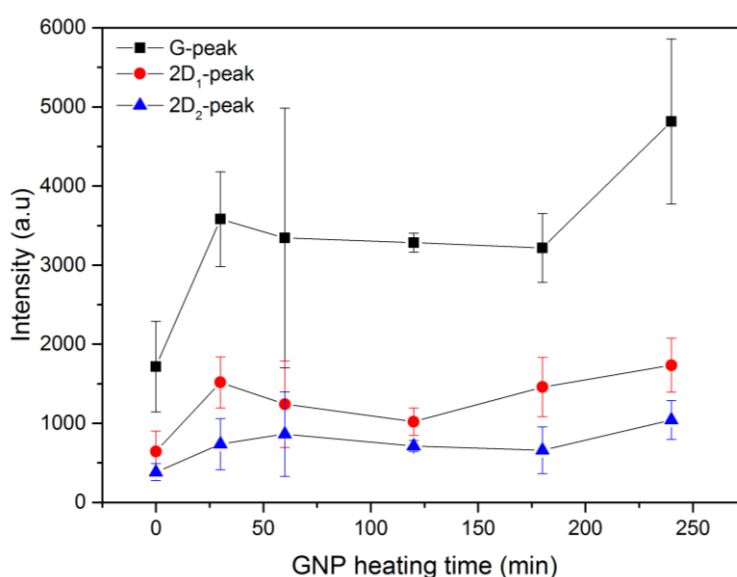 6000
5000
4000
3000
2000
1000
0
Intensity (a.u)
G-peak
2D₁-peak
2D₂-peak
0 50 100 150 200 250
GNP heating time (min)